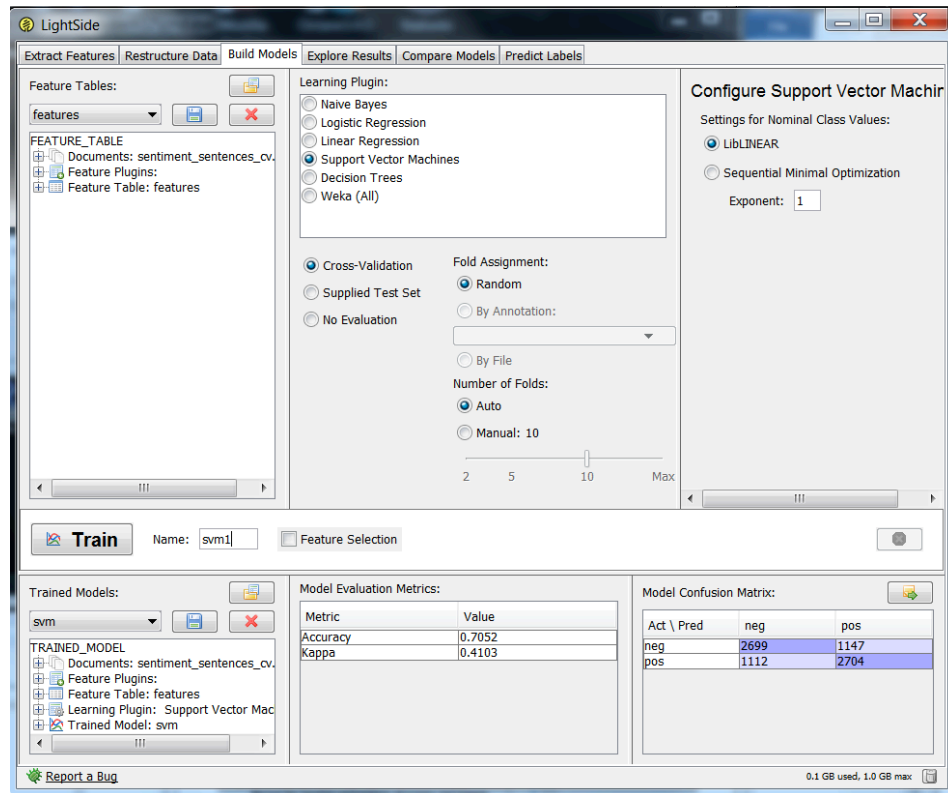 LightSide
Extract Features Restructure Data Build Models Explore Results Compare Models Predict Labels
Feature Tables:
features
FEATURE_TABLE
Documents: sentiment_sentences_cv.
Feature Plugins:
Feature Table: features
Learning Plugin:
Naive Bayes
Logistic Regression
Linear Regression
Support Vector Machines
Decision Trees
Weka (All)
Cross-Validation
Supplied Test Set
No Evaluation
Fold Assignment:
Random
By Annotation:
By File
Number of Folds:
Auto
Manual: 10
2 5 10 Max
Configure Support Vector Machin
Settings for Nominal Class Values:
LibLINEAR
Sequential Minimal Optimization
Exponent: 1
Train Name: svm1 Feature Selection
Trained Models:
svm
TRAINED_MODEL
Documents: sentiment_sentences_cv.
Feature Plugins:
Feature Table: features
Learning Plugin: Support Vector Mac
Trained Model: svm
Model Evaluation Metrics:
Metric Value
Accuracy 0.7052
Kappa 0.4103
Model Confusion Matrix:
Act \ Pred neg pos
neg 2699 1147
pos 1112 2704
Report a Bug
0.1 GB used, 1.0 GB max